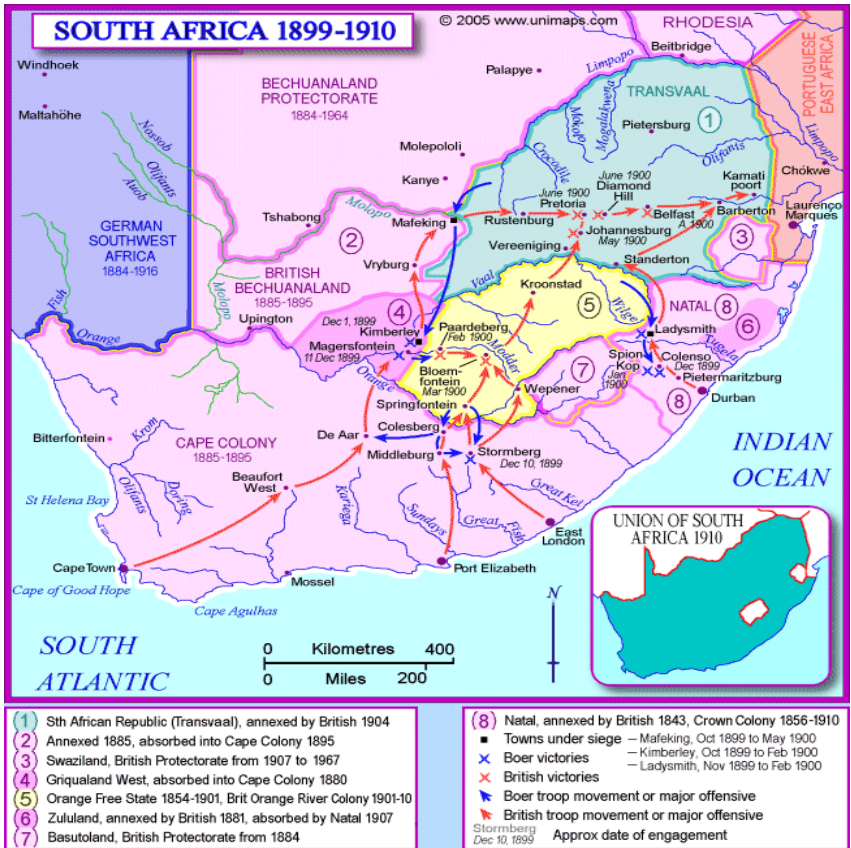 SOUTH AFRICA 1899-1910
© 2005 www.unimaps.com
RHODESIA
Beitbridge
Limpopo
PORTUGUESE
EAST AFRICA
Windhoek
Maltahöhe
BECHUANALAND
PROTECTORATE
1884-1964
Palapye
TRANSVAAL
1
Mokolo
Mogalakwena
Pietersburg
Limpopo
Nossob
Olifants
Auob
Molepololi
Kanye
Crocodile
Olifants
Chókwe
June 1900
Diamond
Hill
Kamati
poort
June 1900
Pretoria
Belfast
A. 1900
Barberton
Laurenço
Marques
Tshabong
Molopo
Mafeking
Rustenburg
Johannesburg
May 1900
GERMAN
SOUTHWEST
AFRICA
1884-1916
2
Vereeniging
Standerton
3
Vryburg
BRITISH
BECHUANALAND
1885-1895
Molopo
Vaal
Kroonstad
5
Wilge
NATAL
8
6
Fish
Orange
Upington
4
Dec 1, 1899
Kimberley
Magersfontein
11 Dec 1899
Paardeberg
Feb 1900
Modder
Bloem-
fontein
Mar 1900
Ladysmith
Tugela
Spion
Kop
Jan
1900
Colenso
Dec 1899
Pietermaritzburg
Durban
7
8
Orange
Wepener
Springfontein
Bitterfontein
Krom
CAPE COLONY
1885-1895
De Aar
Colesberg
Middleburg
Stormberg
Dec 10, 1899
INDIAN
OCEAN
Beaufort
West
St Helena Bay
Olifants
Doring
Kariega
Sundays
Great
Fish
Great Kei
East
London
UNION OF SOUTH
AFRICA 1910
Cape Town
Cape of Good Hope
Mossel
Port Elizabeth
Cape Agulhas
N
SOUTH
ATLANTIC
0 Kilometres 400
0 Miles 200
1 Sth African Republic (Transvaal), annexed by British 1904
2 Annexed 1885, absorbed into Cape Colony 1895
3 Swaziland, British Protectorate from 1907 to 1967
4 Griqualand West, absorbed into Cape Colony 1880
5 Orange Free State 1854-1901, Brit Orange River Colony 1901-10
6 Zululand, annexed by British 1881, absorbed by Natal 1907
7 Basutoland, British Protectorate from 1884
8 Natal, annexed by British 1843, Crown Colony 1856-1910
Towns under siege
– Mafeking, Oct 1899 to May 1900
– Kimberley, Oct 1899 to Feb 1900
– Ladysmith, Nov 1899 to Feb 1900
Boer victories
British victories
Boer troop movement or major offensive
British troop movement or major offensive
Stormberg
Dec 10, 1899
Approx date of engagement